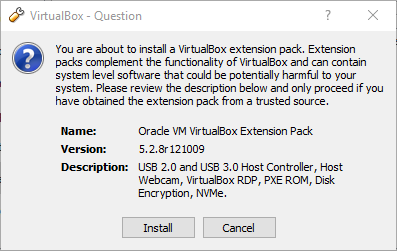 VirtualBox - Question
?
You are about to install a VirtualBox extension pack. Extension
packs complement the functionality of VirtualBox and can contain
system level software that could be potentially harmful to your
system. Please review the description below and only proceed if you
have obtained the extension pack from a trusted source.
Name: Oracle VM VirtualBox Extension Pack
Version: 5.2.8r121009
Description: USB 2.0 and USB 3.0 Host Controller, Host
Webcam, VirtualBox RDP, PXE ROM, Disk
Encryption, NVMe.
Install Cancel